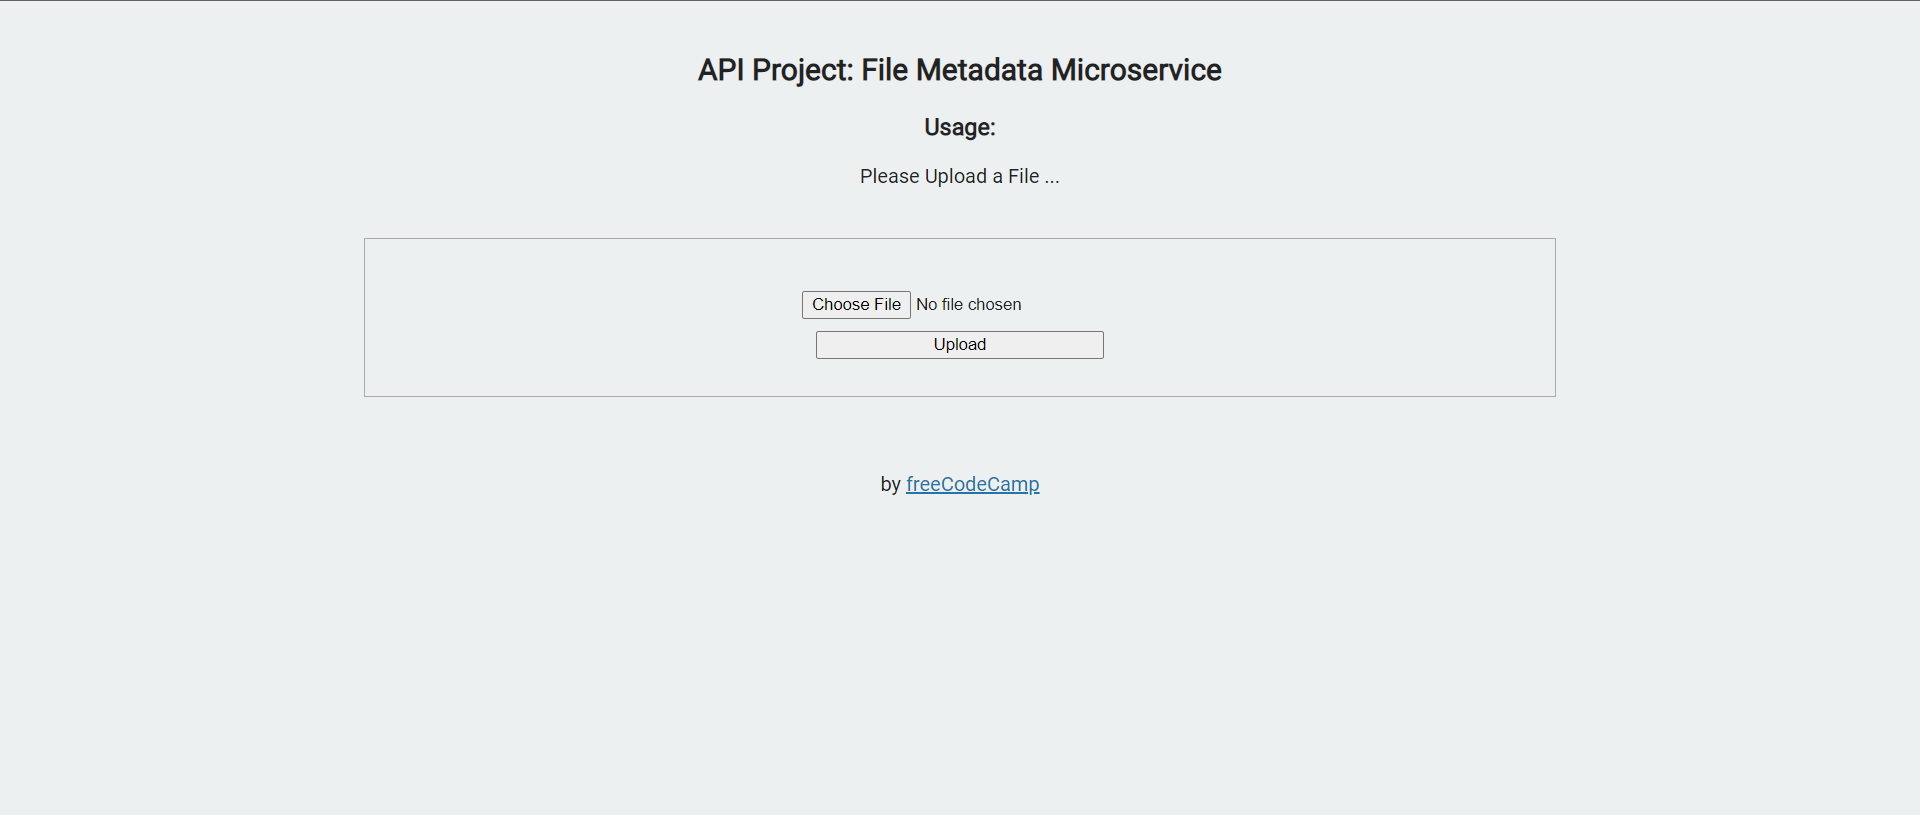 API Project: File Metadata Microservice
Usage:
Please Upload a File ...
Choose File No file chosen
Upload
by freeCodeCamp